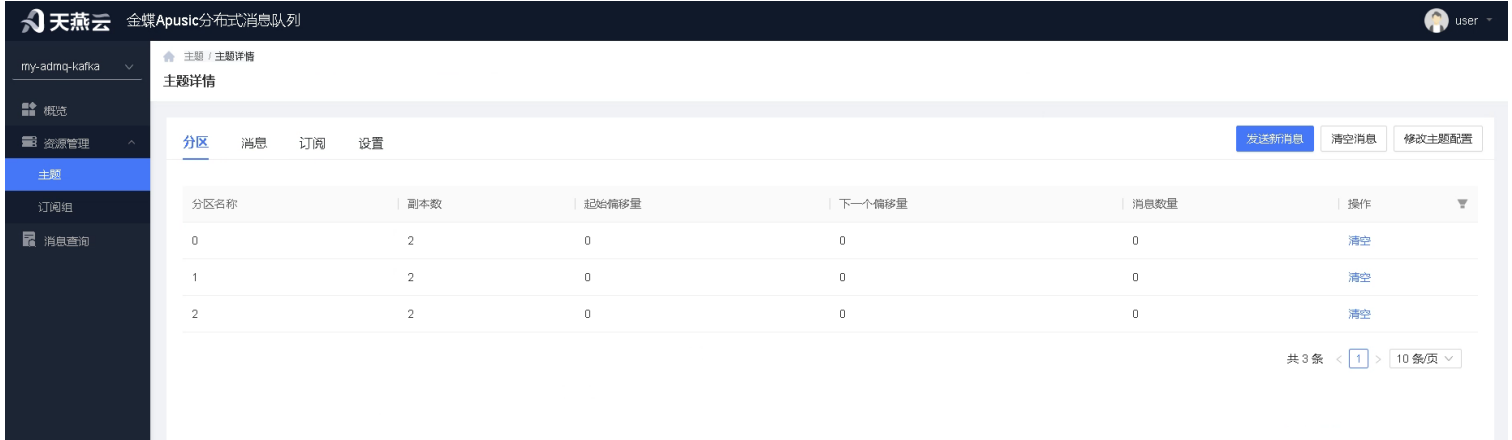 天燕云 金蝶Apusic分布式消息队列 user
my-admq-kafka
主题 / 主题详情
主题详情
概览
资源管理
主题
订阅组
消息查询
分区 消息 订阅 设置 发送新消息 清空消息 修改主题配置
分区名称 副本数 起始偏移量 下一个偏移量 消息数量 操作
0 2 0 0 0 清空
1 2 0 0 0 清空
2 2 0 0 0 清空
共 3 条 < 1 > 10 条/页